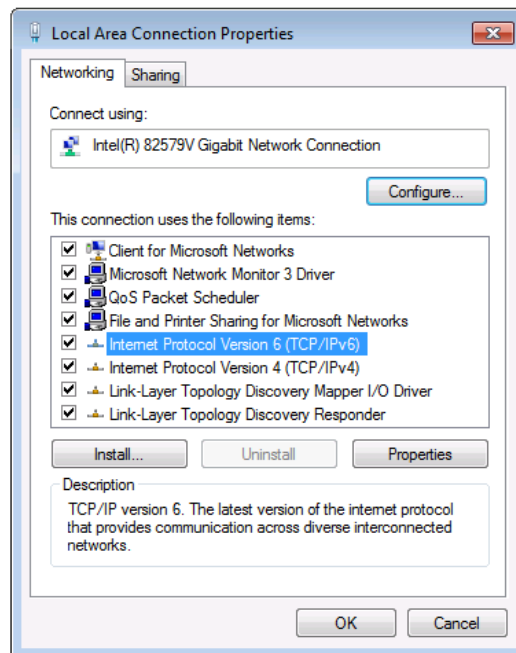 Local Area Connection Properties
Networking
Sharing
Connect using:
Intel(R) 82579V Gigabit Network Connection
Configure...
This connection uses the following items:
Client for Microsoft Networks
Microsoft Network Monitor 3 Driver
QoS Packet Scheduler
File and Printer Sharing for Microsoft Networks
Internet Protocol Version 6 (TCP/IPv6)
Internet Protocol Version 4 (TCP/IPv4)
Link-Layer Topology Discovery Mapper I/O Driver
Link-Layer Topology Discovery Responder
Install...
Uninstall
Properties
Description
TCP/IP version 6. The latest version of the internet protocol
that provides communication across diverse interconnected
networks.
OK
Cancel